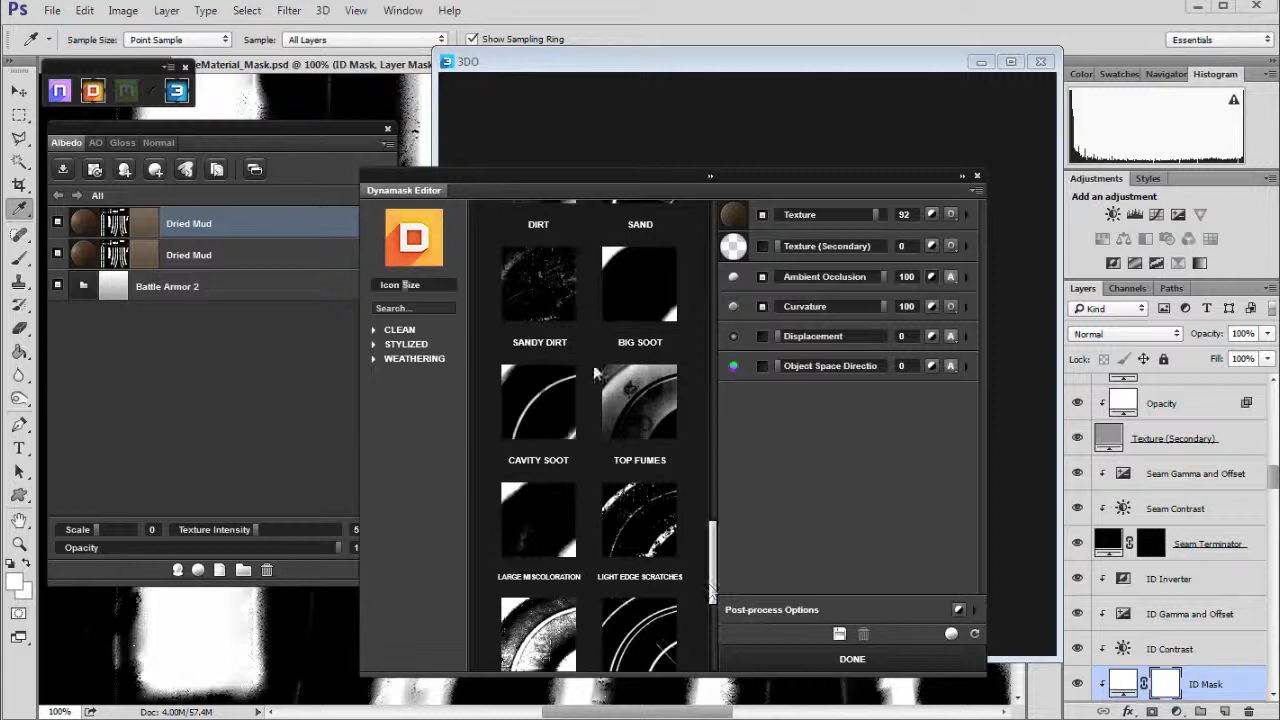 Ps File Edit Image Layer Type Select Filter 3D View Window Help
Sample Size: Point Sample Sample: All Layers Show Sampling Ring Essentials
eMaterial_Mask.psd @ 100% (ID Mask, Layer Mask
3DO
Color Swatches Navigator Histogram
Albedo AO Gloss Normal
All
Dried Mud
Dried Mud
Battle Armor 2
Scale 0 Texture Intensity 5
Opacity 1
Dynamask Editor
Icon Size
Search...
CLEAN
STYLIZED
WEATHERING
DIRT SAND
SANDY DIRT BIG SOOT
CAVITY SOOT TOP FUMES
LARGE MISCOLORATION LIGHT EDGE SCRATCHES
Texture 92
Texture (Secondary) 0
Ambient Occlusion 100
Curvature 100
Displacement 0
Object Space Directio 0
Post-process Options
DONE
Adjustments Styles
Add an adjustment
Layers Channels Paths
Kind
Normal Opacity: 100%
Lock: Fill: 100%
Opacity
Texture (Secondary)
Seam Gamma and Offset
Seam Contrast
Seam Terminator
ID Inverter
ID Gamma and Offset
ID Contrast
ID Mask
100% Doc: 4.00M/57.4M